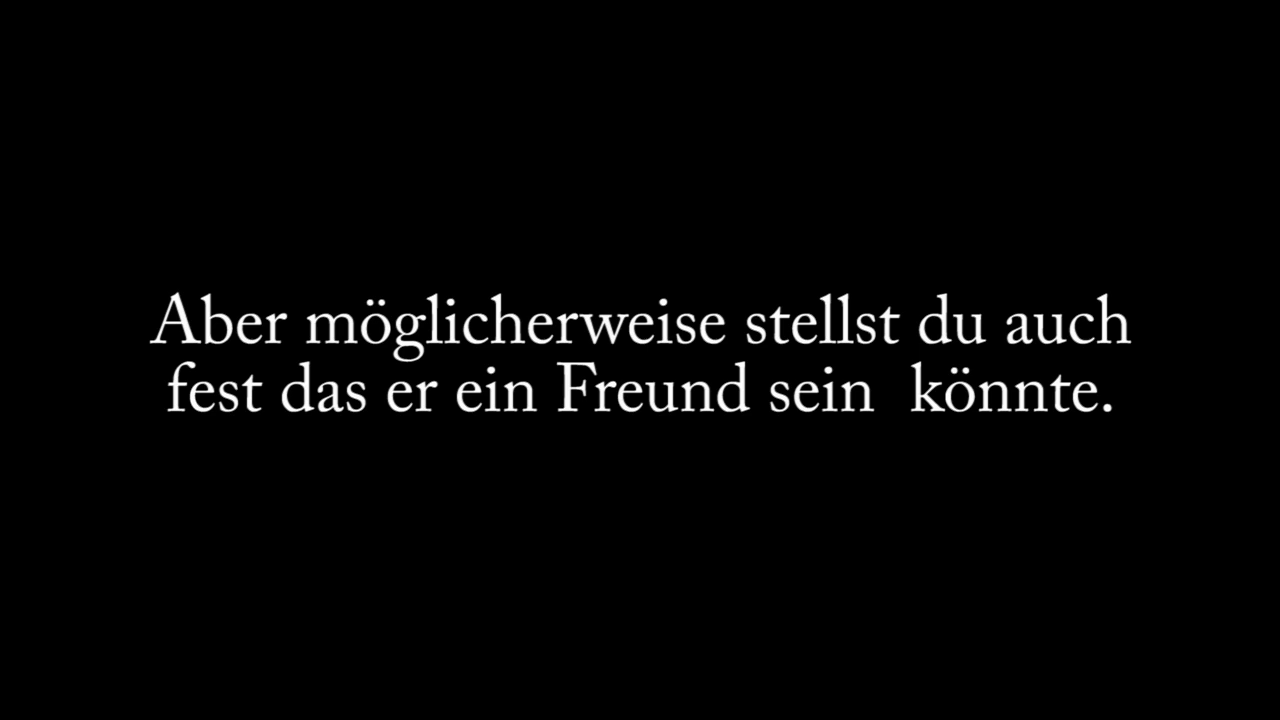 Aber möglicherweise stellst du auch
fest das er ein Freund sein  könnte.